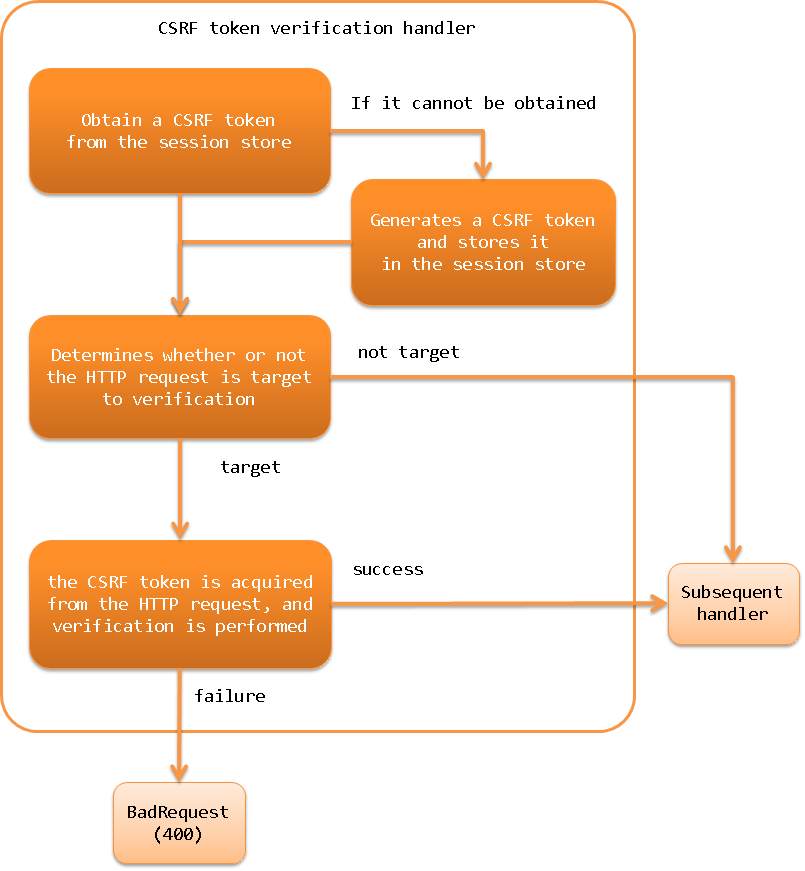 CSRF token verification handler
Obtain a CSRF token
from the session store
If it cannot be obtained
Generates a CSRF token
and stores it
in the session store
Determines whether or not
the HTTP request is target
to verification
not target
target
the CSRF token is acquired
from the HTTP request, and
verification is performed
success
Subsequent
handler
failure
BadRequest
(400)